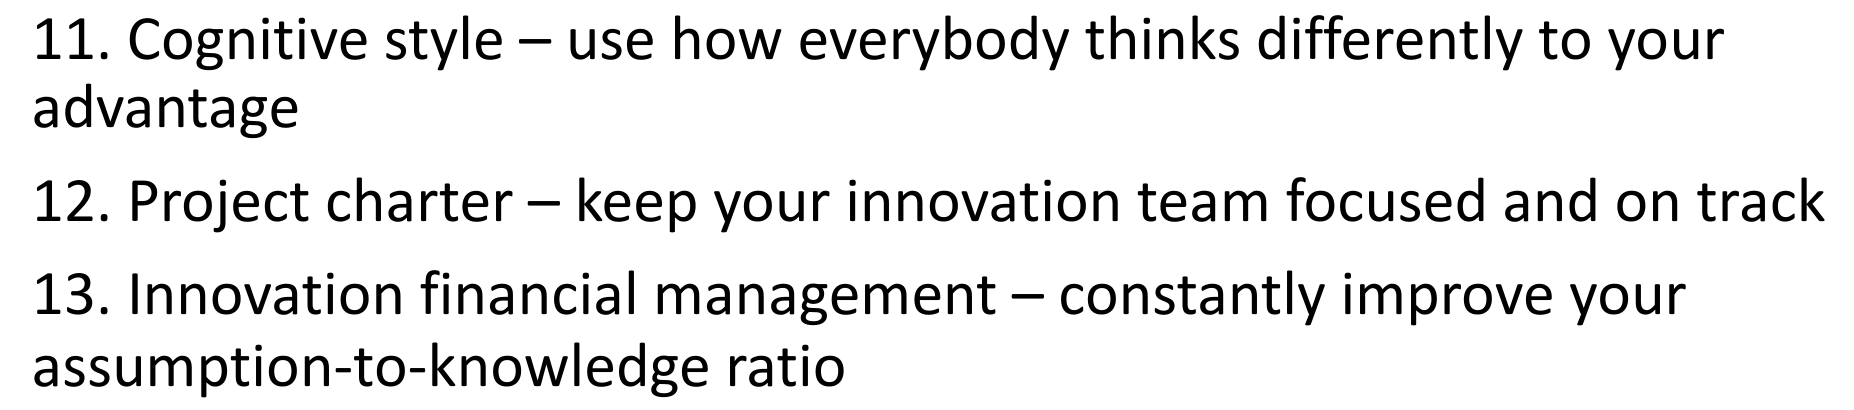 11. Cognitive style – use how everybody thinks differently to your
advantage
12. Project charter – keep your innovation team focused and on track
13. Innovation financial management – constantly improve your
assumption-to-knowledge ratio